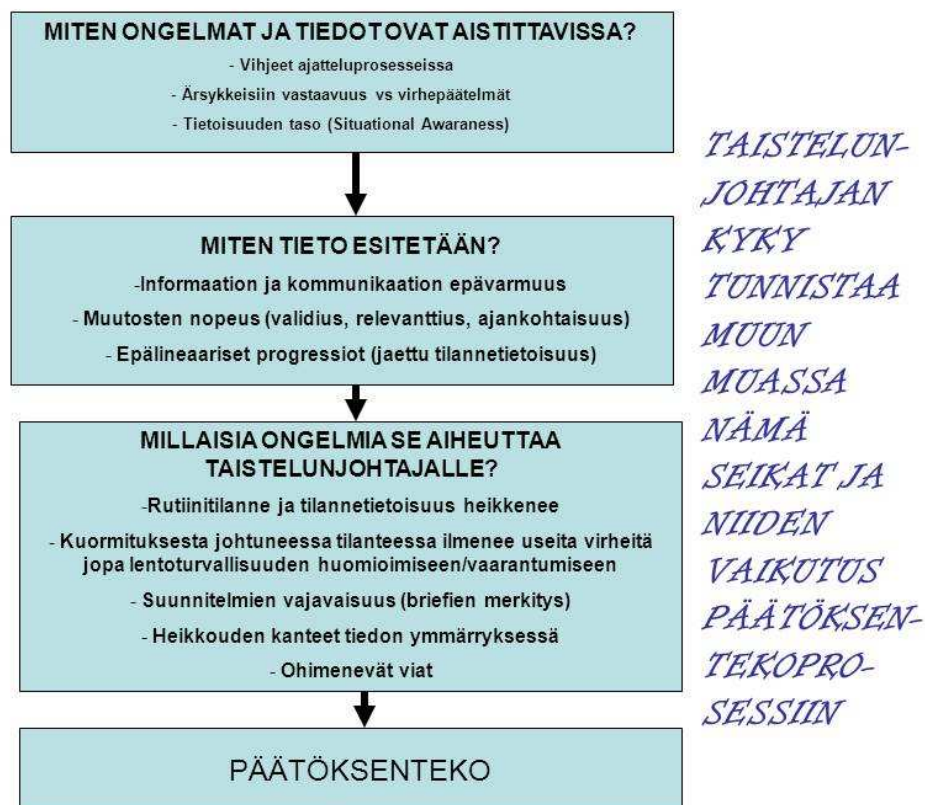 MITEN ONGELMAT JA TIEDOT OVAT AISTITTAVISSA?
- Vihjeet ajatteluprosesseissa
- Ärsykkeisiin vastaavuus vs virhepäätelmät
- Tietoisuuden taso (Situational Awaraness)
MITEN TIETO ESITETÄÄN?
-Informaation ja kommunikaation epävarmuus
- Muutosten nopeus (validius, relevanttius, ajankohtaisuus)
- Epälineaariset progressiot (jaettu tilannetietoisuus)
MILLAISIA ONGELMIA SE AIHEUTTAA
TAISTELUNJOHTAJALLE?
-Rutiinitilanne ja tilannetietoisuus heikkenee
- Kuormituksesta johtuneessa tilanteessa ilmenee useita virheitä
jopa lentoturvallisuuden huomioimiseen/vaarantumiseen
- Suunnitelmien vajavaisuus (briefien merkitys)
- Heikkouden kanteet tiedon ymmärryksessä
- Ohimenevät viat
PÄÄTÖKSENTEKO
TAISTELUN-
JOHTAJAN
KYKY
TUNNISTAA
MUUN
MUASSA
NÄMÄ
SEIKAT JA
NIIDEN
VAIKUTUS
PÄÄTÖKSEN-
TEKOPRO-
SESSIIN